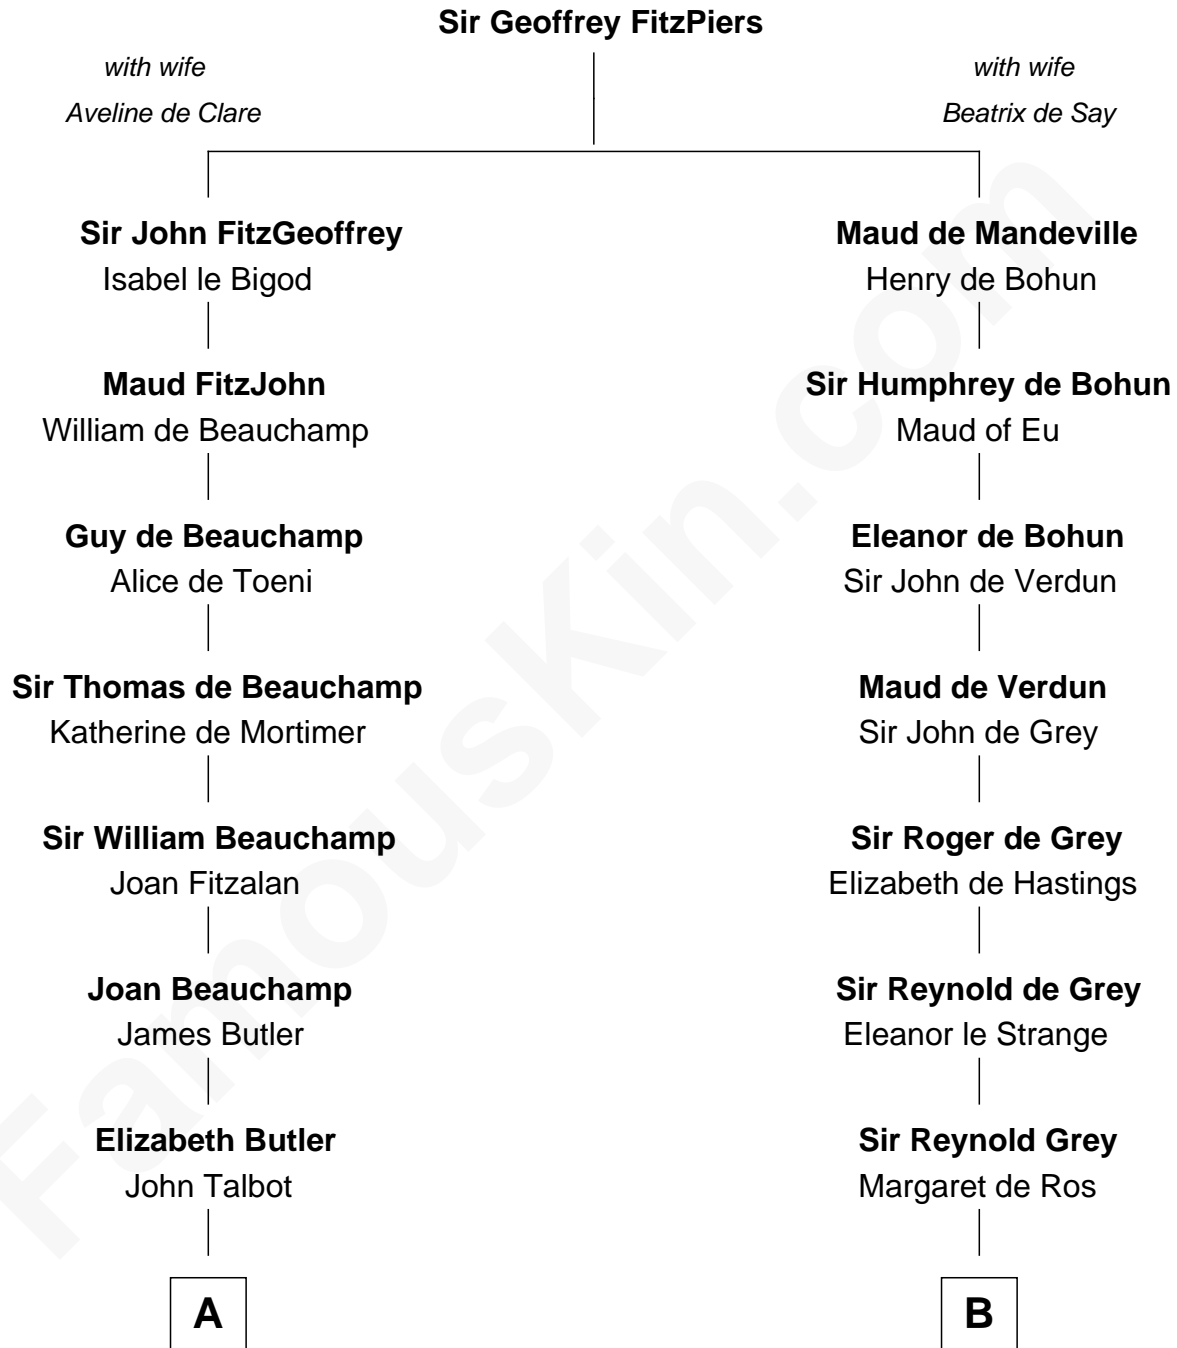 Sir Geoffrey FitzPiers
with wife
Aveline de Clare
with wife
Beatrix de Say
Sir John FitzGeoffrey
Isabel le Bigod
Maud de Mandeville
Henry de Bohun
Maud FitzJohn
William de Beauchamp
Sir Humphrey de Bohun
Maud of Eu
Guy de Beauchamp
Alice de Toeni
Eleanor de Bohun
Sir John de Verdun
Sir Thomas de Beauchamp
Katherine de Mortimer
Maud de Verdun
Sir John de Grey
Sir William Beauchamp
Joan Fitzalan
Sir Roger de Grey
Elizabeth de Hastings
Joan Beauchamp
James Butler
Sir Reynold de Grey
Eleanor le Strange
Elizabeth Butler
John Talbot
Sir Reynold Grey
Margaret de Ros
A
B
FamousKin.com